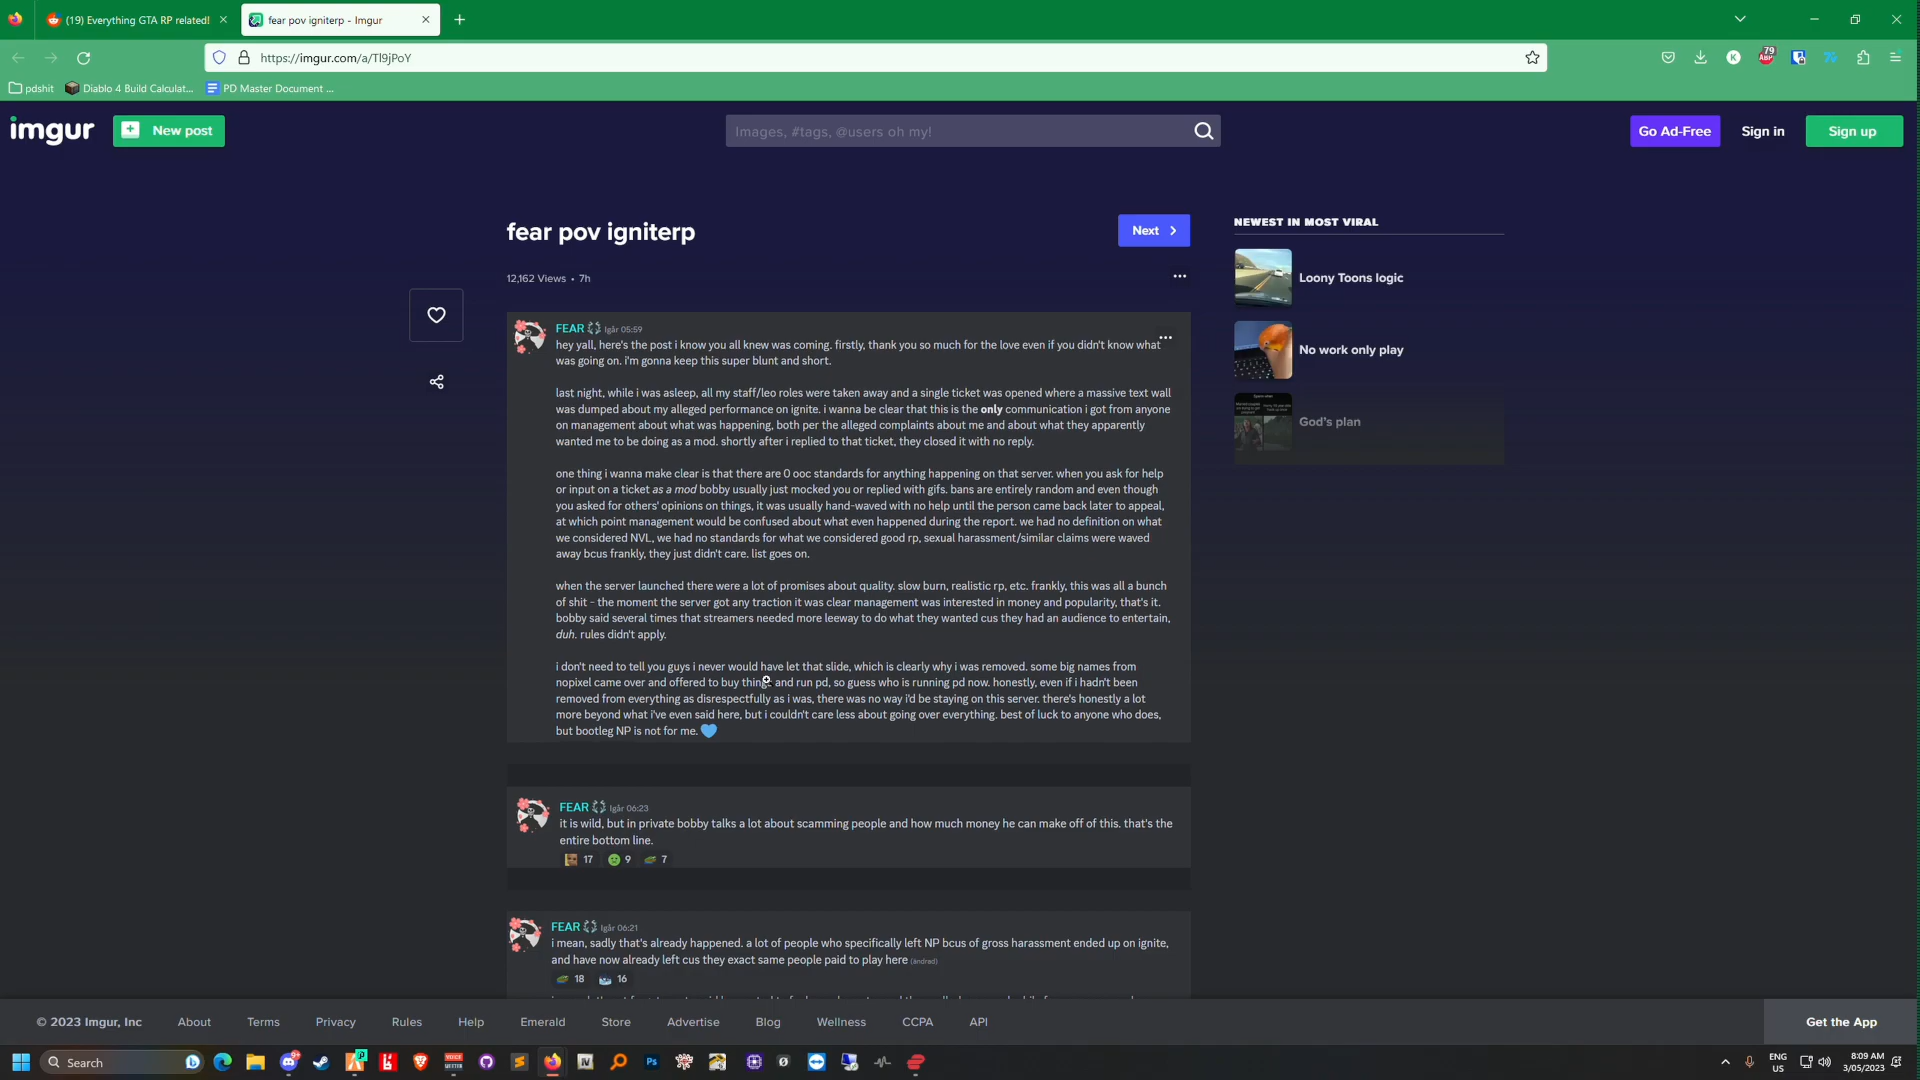 (19) Everything GTA RP related!
fear pov igniterp - Imgur
https://imgur.com/a/Tl9jPoY
79
ABP
K
pdshit
Diablo 4 Build Calculat...
PD Master Document ...
imgur
New post
Images, #tags, @users oh my!
Go Ad-Free
Sign in
Sign up
fear pov igniterp
Next
12,162 Views • 7h
NEWEST IN MOST VIRAL
Loony Toons logic
No work only play
God's plan
FEAR Igår 05:59
hey yall, here's the post i know you all knew was coming. firstly, thank you so much for the love even if you didn't know what
was going on. i'm gonna keep this super blunt and short.
last night, while i was asleep, all my staff/leo roles were taken away and a single ticket was opened where a massive text wall
was dumped about my alleged performance on ignite. i wanna be clear that this is the only communication i got from anyone
on management about what was happening, both per the alleged complaints about me and about what they apparently
wanted me to be doing as a mod. shortly after i replied to that ticket, they closed it with no reply.
one thing i wanna make clear is that there are 0 ooc standards for anything happening on that server. when you ask for help
or input on a ticket as a mod bobby usually just mocked you or replied with gifs. bans are entirely random and even though
you asked for others' opinions on things, it was usually hand-waved with no help until the person came back later to appeal,
at which point management would be confused about what even happened during the report. we had no definition on what
we considered NVL, we had no standards for what we considered good rp, sexual harassment/similar claims were waved
away bcus frankly, they just didn't care. list goes on.
when the server launched there were a lot of promises about quality. slow burn, realistic rp, etc. frankly, this was all a bunch
of shit - the moment the server got any traction it was clear management was interested in money and popularity, that's it.
bobby said several times that streamers needed more leeway to do what they wanted cus they had an audience to entertain,
duh. rules didn't apply.
i don't need to tell you guys i never would have let that slide, which is clearly why i was removed. some big names from
nopixel came over and offered to buy things and run pd, so guess who is running pd now. honestly, even if i hadn't been
removed from everything as disrespectfully as i was, there was no way i'd be staying on this server. there's honestly a lot
more beyond what i've even said here, but i couldn't care less about going over everything. best of luck to anyone who does,
but bootleg NP is not for me.
FEAR Igår 06:23
it is wild, but in private bobby talks a lot about scamming people and how much money he can make off of this. that's the
entire bottom line.
17 9 7
FEAR Igår 06:21
i mean, sadly that's already happened. a lot of people who specifically left NP bcus of gross harassment ended up on ignite,
and have now already left cus they exact same people paid to play here (ändred)
18 16
© 2023 Imgur, Inc About Terms Privacy Rules Help Emerald Store Advertise Blog Wellness CCPA API
Get the App
Search
Ps
ENG
US
8:09 AM
3/05/2023